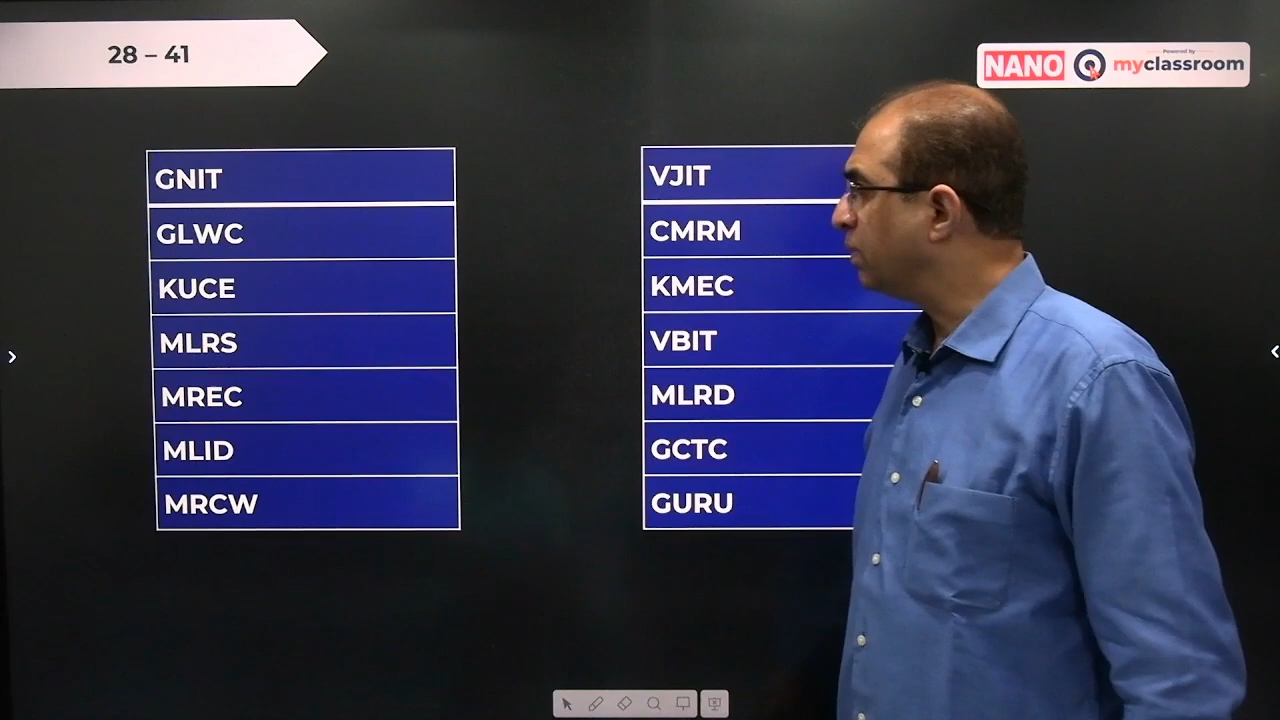 28 – 41
NANO
Powered by
myclassroom
GNIT
GLWC
KUCE
MLRS
MREC
MLID
MRCW
VJIT
CMRM
KMEC
VBIT
MLRD
GCTC
GURU